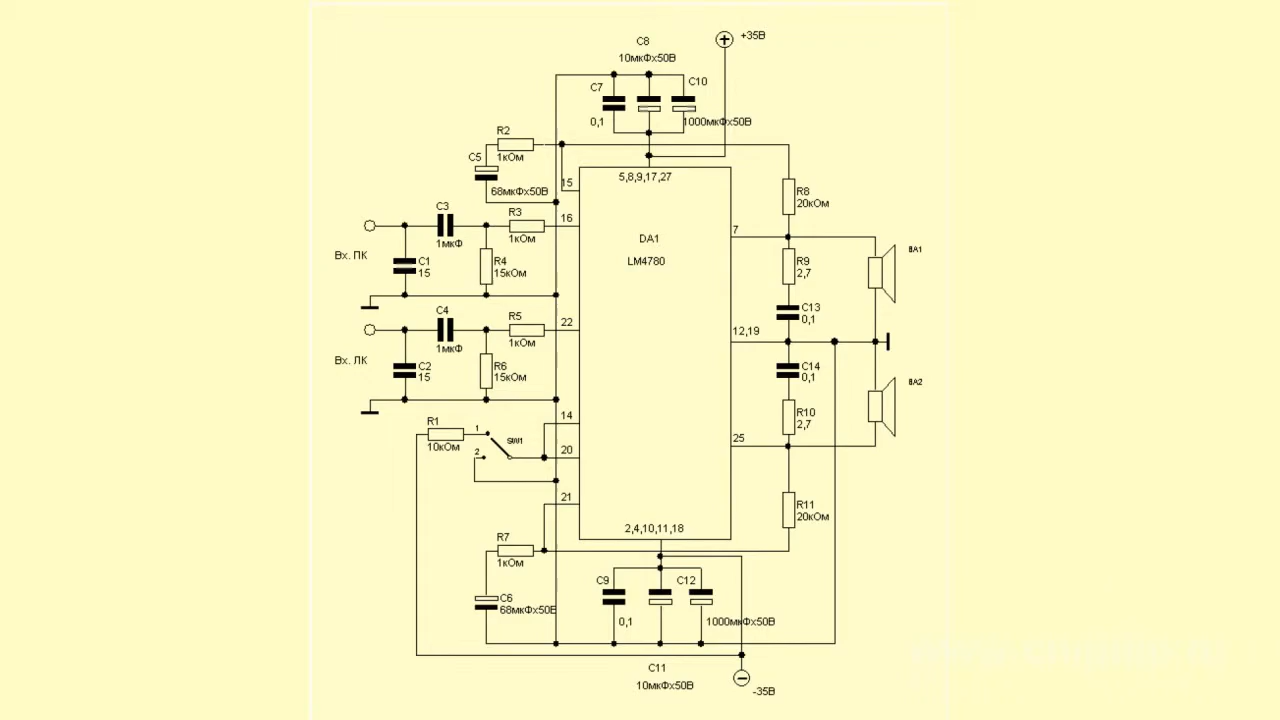 C8
10мкФх50В
+35В
C7
C10
0,1
1000мкФх50В
R2
1кОм
C5
68мкФх50В
15
5,8,9,17,27
R8
20кОм
C3
1мкФ
R3
1кОм
16
Вх. ПК
C1
15
R4
15кОм
DA1
LM4780
7
R9
2,7
BA1
C13
0,1
C4
1мкФ
R5
1кОм
22
12,19
Вх. ЛК
C2
15
R6
15кОм
C14
0,1
BA2
R10
2,7
R1
10кОм
1
2
SW1
14
20
25
21
R11
20кОм
2,4,10,11,18
R7
1кОм
C6
68мкФх50В
C9
0,1
C12
1000мкФх50В
C11
10мкФх50В
-35В